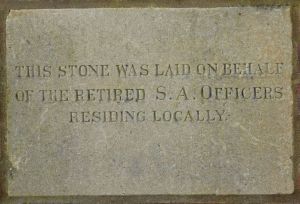 THIS STONE WAS LAID ON BEHALF
OF THE RETIRED S.A. OFFICERS
RESIDING LOCALLY.